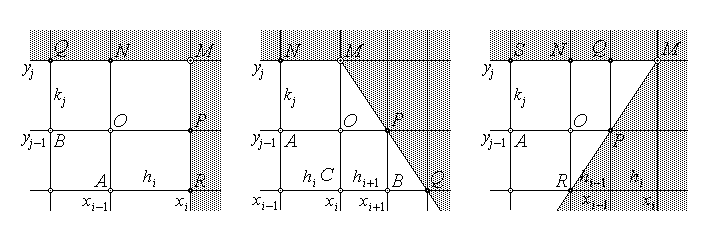 Q N M
y_j
k_j
O P
y_{j-1} B
A h_i R
x_{i-1} x_i
N M
y_j
k_j
O P
y_{j-1} A
h_i C h_{i+1} B Q
x_{i-1} x_i x_{i+1}
S N Q M
y_j
k_j
O
y_{j-1} A P
R h_{i-1} h_i
x_{i-1} x_i